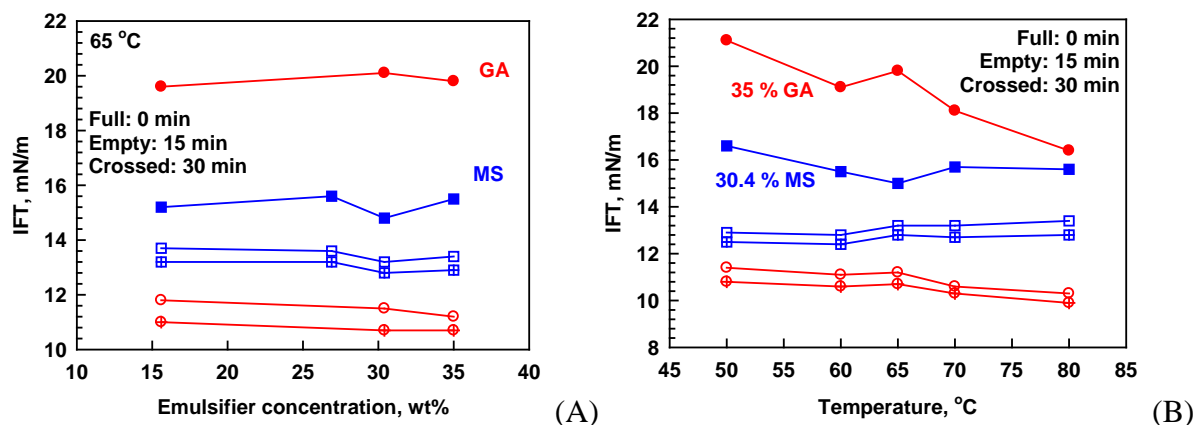 22
20
18
16
14
12
10
IFT, mN/m
65 °C
GA
Full: 0 min
Empty: 15 min
Crossed: 30 min
MS
10 15 20 25 30 35 40
Emulsifier concentration, wt%
(A)
22
20
18
16
14
12
10
8
IFT, mN/m
Full: 0 min
Empty: 15 min
Crossed: 30 min
35 % GA
30.4 % MS
45 50 55 60 65 70 75 80 85
Temperature, °C
(B)